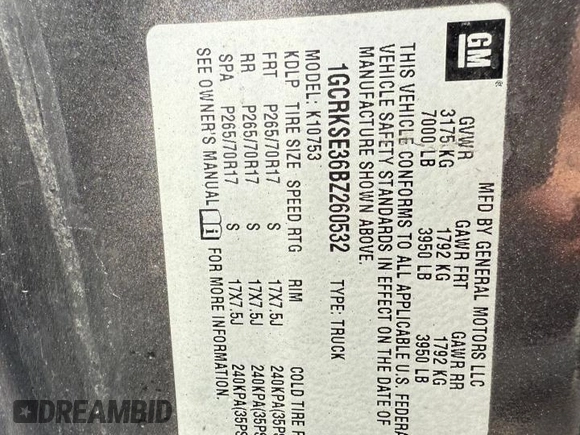 GM
MFD BY GENERAL MOTORS LLC
GVWR GAWR FRT GAWR RR
3175 KG 1792 KG 1792 KG
7000 LB 3950 LB 3950 LB
THIS VEHICLE CONFORMS TO ALL APPLICABLE U.S. FEDERA
VEHICLE SAFETY STANDARDS IN EFFECT ON THE DATE OF
MANUFACTURE SHOWN ABOVE.
1GCRKSE36BZ260532 TYPE: TRUCK
MODEL: K10753
KDLP TIRE SIZE SPEED RTG RIM COLD TIRE P
FRT P265/70R17 S 17X7.5J 240KPA(35PS
RR P265/70R17 S 17X7.5J 240KPA(35PS
SPA P265/70R17 S 17X7.5J 240KPA(35PS
SEE OWNER'S MANUAL i FOR MORE INFORMATION.
DREAMBID